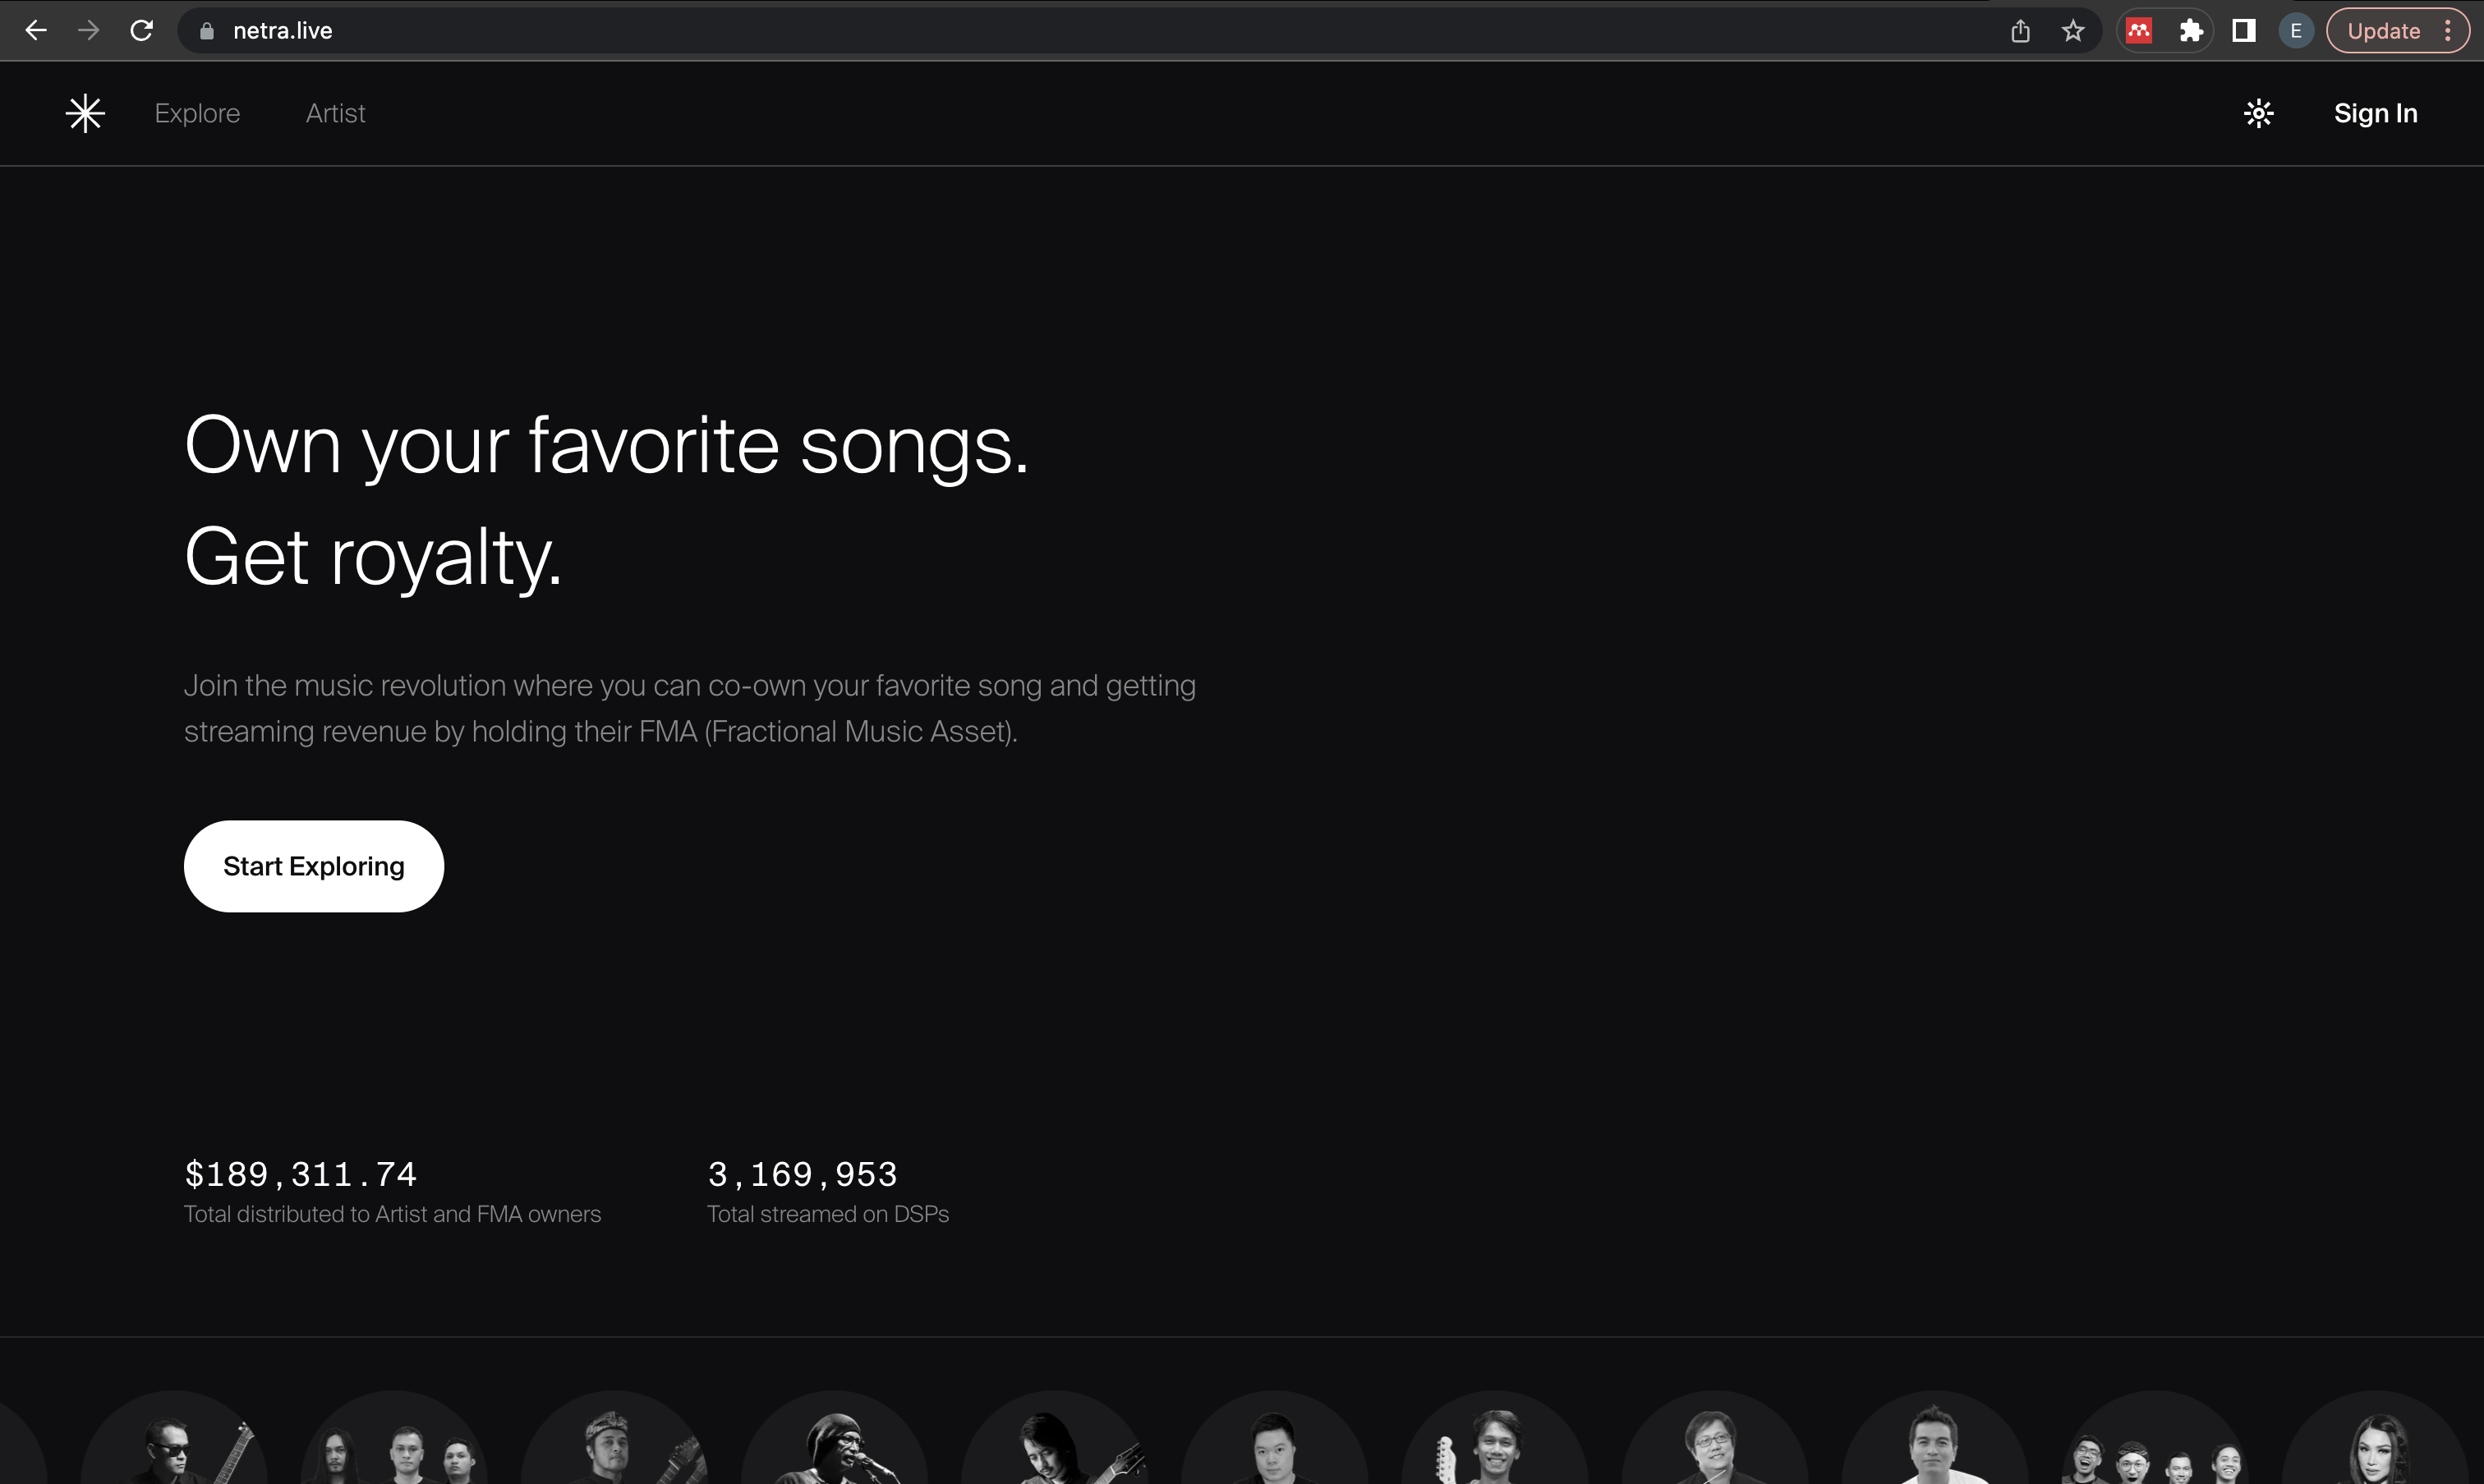 netra.live
E
Update
Explore
Artist
Sign In
Own your favorite songs.
Get royalty.
Join the music revolution where you can co-own your favorite song and getting
streaming revenue by holding their FMA (Fractional Music Asset).
Start Exploring
$189,311.74
Total distributed to Artist and FMA owners
3,169,953
Total streamed on DSPs